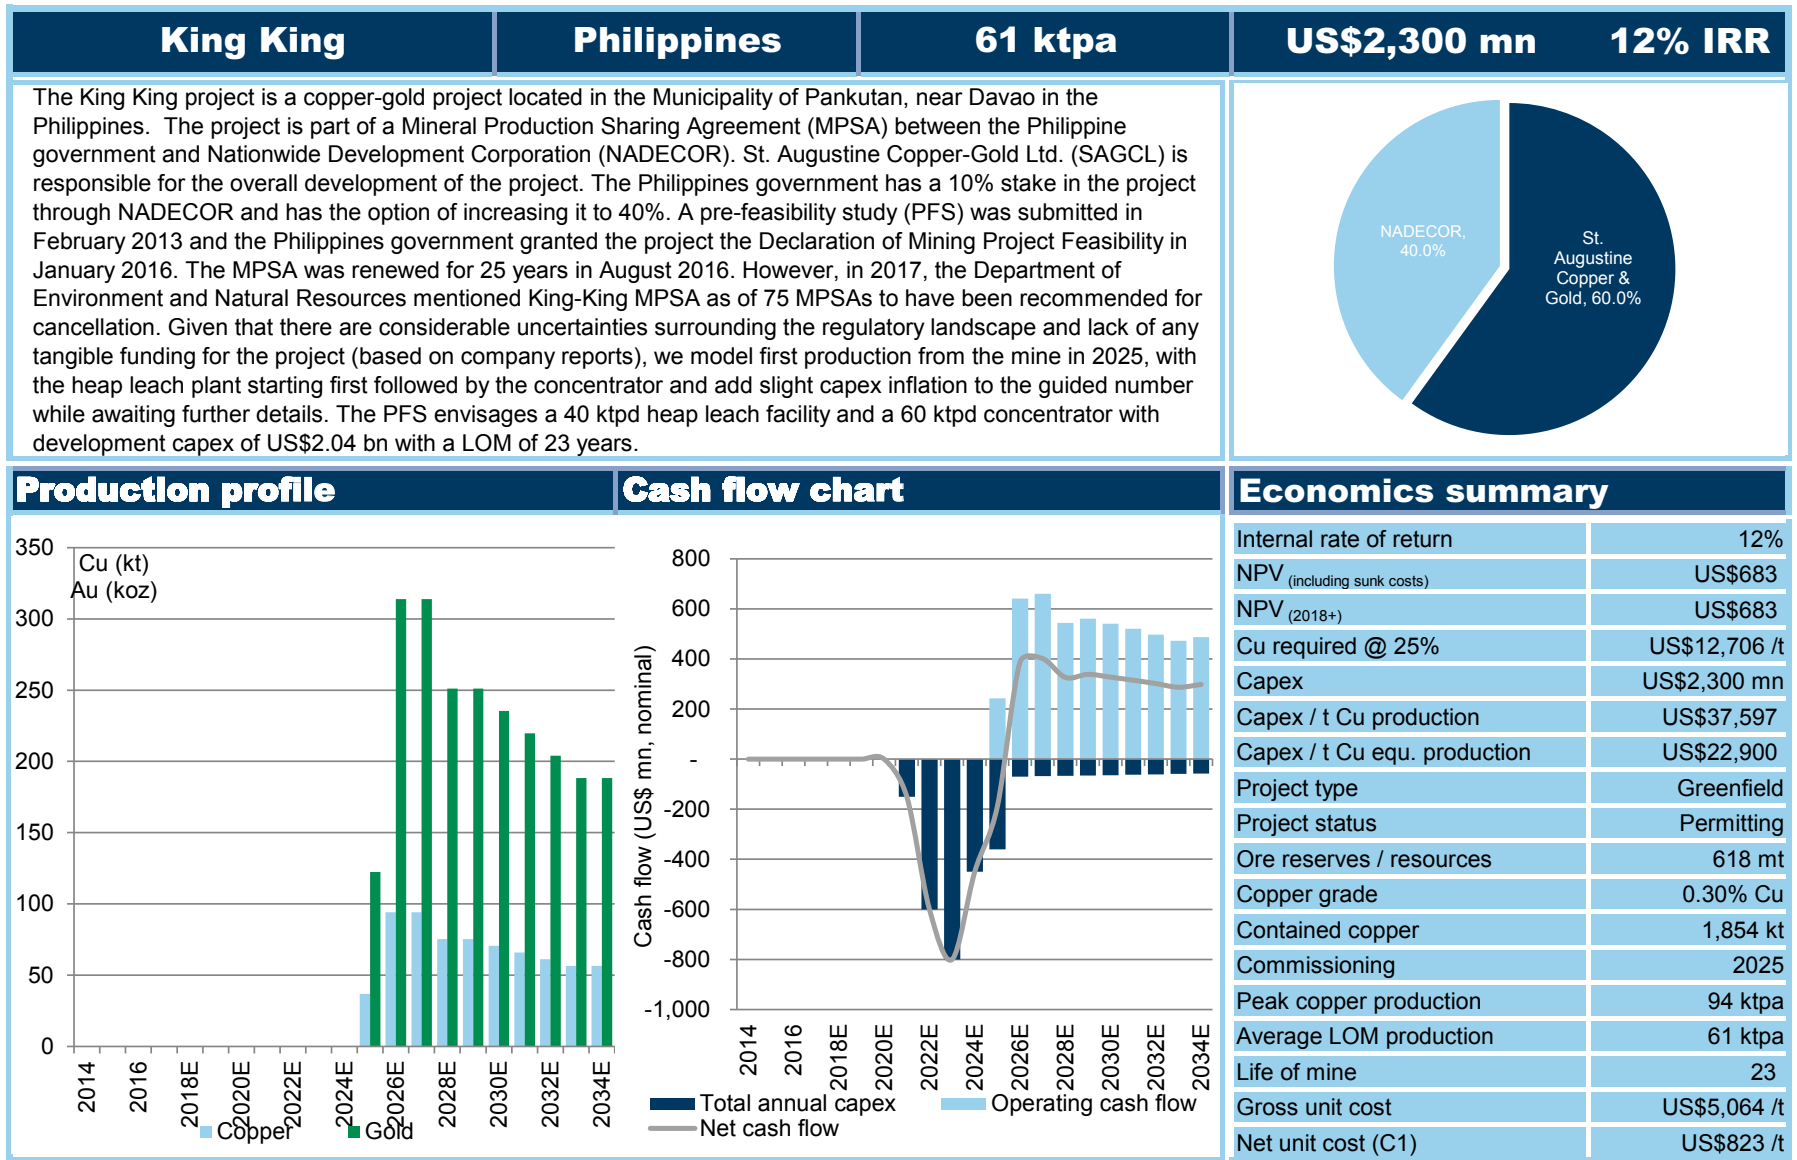 King King
Philippines
61 ktpa
US$2,300 mn
12% IRR
The King King project is a copper-gold project located in the Municipality of Pankutan, near Davao in the
Philippines.  The project is part of a Mineral Production Sharing Agreement (MPSA) between the Philippine
government and Nationwide Development Corporation (NADECOR). St. Augustine Copper-Gold Ltd. (SAGCL) is
responsible for the overall development of the project. The Philippines government has a 10% stake in the project
through NADECOR and has the option of increasing it to 40%. A pre-feasibility study (PFS) was submitted in
February 2013 and the Philippines government granted the project the Declaration of Mining Project Feasibility in
January 2016. The MPSA was renewed for 25 years in August 2016. However, in 2017, the Department of
Environment and Natural Resources mentioned King-King MPSA as of 75 MPSAs to have been recommended for
cancellation. Given that there are considerable uncertainties surrounding the regulatory landscape and lack of any
tangible funding for the project (based on company reports), we model first production from the mine in 2025, with
the heap leach plant starting first followed by the concentrator and add slight capex inflation to the guided number
while awaiting further details. The PFS envisages a 40 ktpd heap leach facility and a 60 ktpd concentrator with
development capex of US$2.04 bn with a LOM of 23 years.
NADECOR,
40.0%
St.
Augustine
Copper &
Gold, 60.0%
Production profile
350
300
250
200
150
100
50
0
Cu (kt)
Au (koz)
2014
2016
2018E
2020E
2022E
2024E
2026E
2028E
2030E
2032E
2034E
Copper
Gold
Cash flow chart
Cash flow (US$ mn, nominal)
800
600
400
200
-
-200
-400
-600
-800
-1,000
2014
2016
2018E
2020E
2022E
2024E
2026E
2028E
2030E
2032E
2034E
Total annual capex
Operating cash flow
Net cash flow
Economics summary
Internal rate of return 12%
NPV (including sunk costs) US$683
NPV (2018+) US$683
Cu required @ 25% US$12,706 /t
Capex US$2,300 mn
Capex / t Cu production US$37,597
Capex / t Cu equ. production US$22,900
Project type Greenfield
Project status Permitting
Ore reserves / resources 618 mt
Copper grade 0.30% Cu
Contained copper 1,854 kt
Commissioning 2025
Peak copper production 94 ktpa
Average LOM production 61 ktpa
Life of mine 23
Gross unit cost US$5,064 /t
Net unit cost (C1) US$823 /t